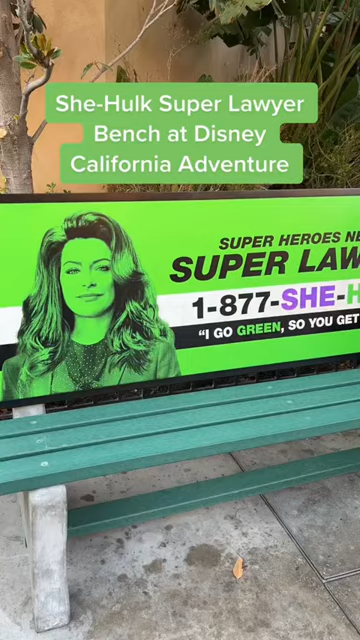 She-Hulk Super Lawyer
Bench at Disney
California Adventure
SUPER HEROES NE
SUPER LAW
1-877-SHE-H
"I GO GREEN, SO YOU GET